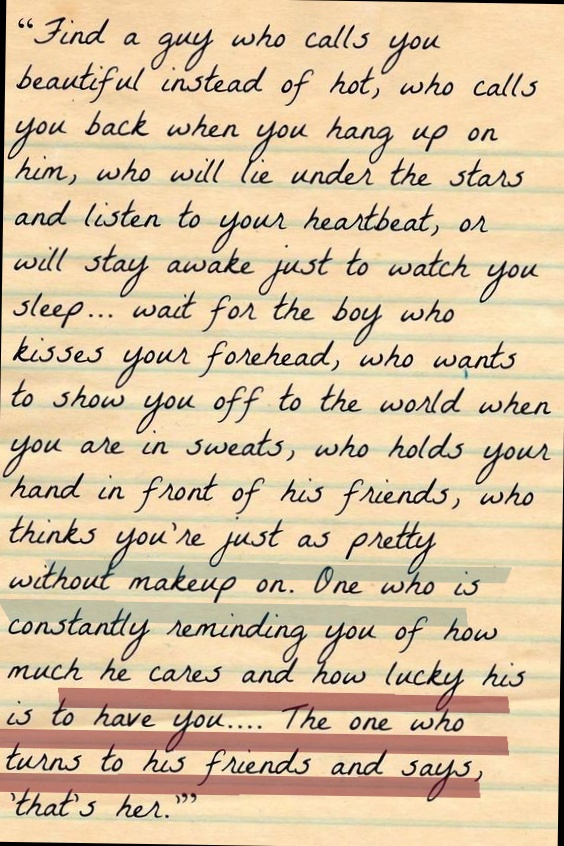 “Find a guy who calls you
beautiful instead of hot, who calls
you back when you hang up on
him, who will lie under the stars
and listen to your heartbeat, or
will stay awake just to watch you
sleep... wait for the boy who
kisses your forehead, who wants
to show you off to the world when
you are in sweats, who holds your
hand in front of his friends, who
thinks you're just as pretty
without makeup on. One who is
constantly reminding you of how
much he cares and how lucky his
is to have you.... The one who
turns to his friends and says,
'that's her.'”